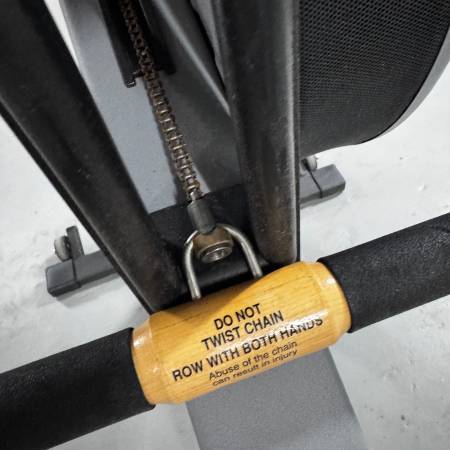 DO NOT
TWIST CHAIN
ROW WITH BOTH HANDS
Abuse of the chain
can result in injury